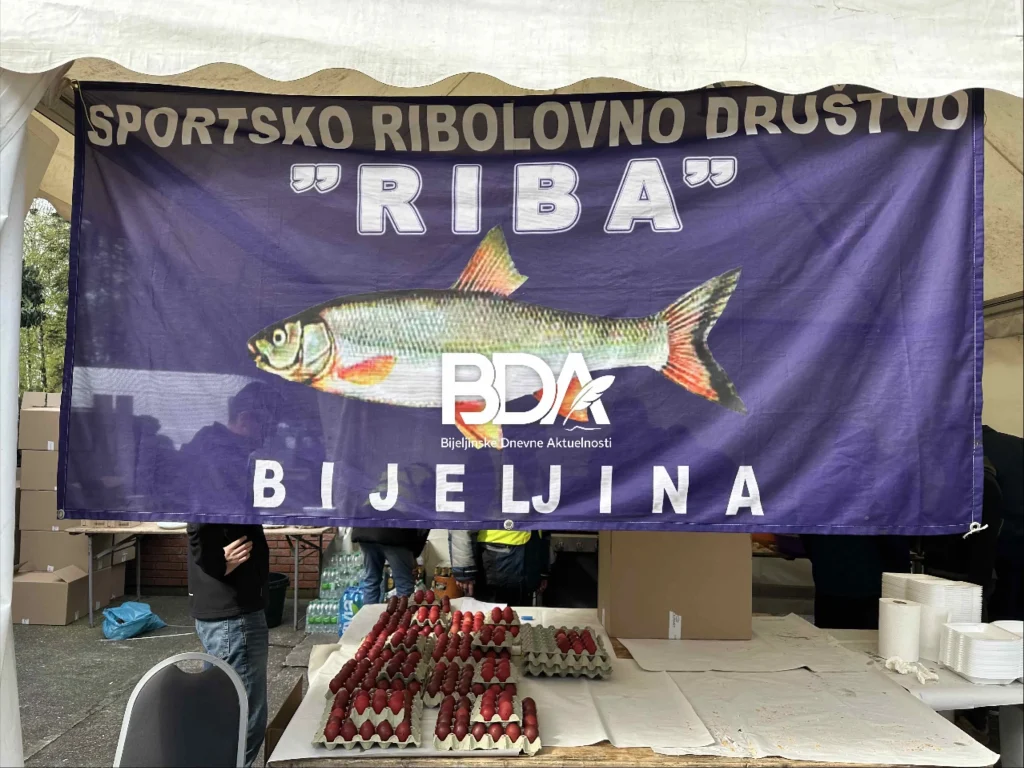 SPORTSKO RIBOLOVNO DRUŠTVO
"RIBA"
BDA
Bijeljinske Dnevne Aktuelnosti
BIJELJINA